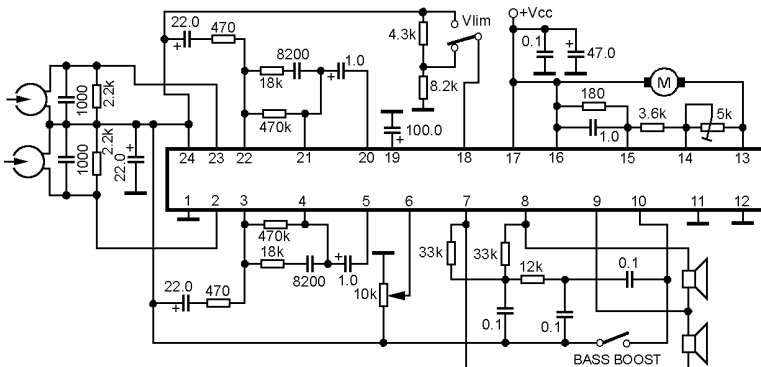 +Vcc
Vlim
22.0
+
470
4.3k
0.1
+
47.0
8200
+
1.0
18k
8.2k
M
180
470k
100.0
+
3.6k
5k
1.0
1000
2.2k
2.2k
1000
22.0
+
24 23 22 21 20 19 18 17 16 15 14 13
1 2 3 4 5 6 7 8 9 10 11 12
470k
18k
8200
+
1.0
33k
33k
12k
0.1
22.0
+
470
10k
0.1
0.1
BASS BOOST